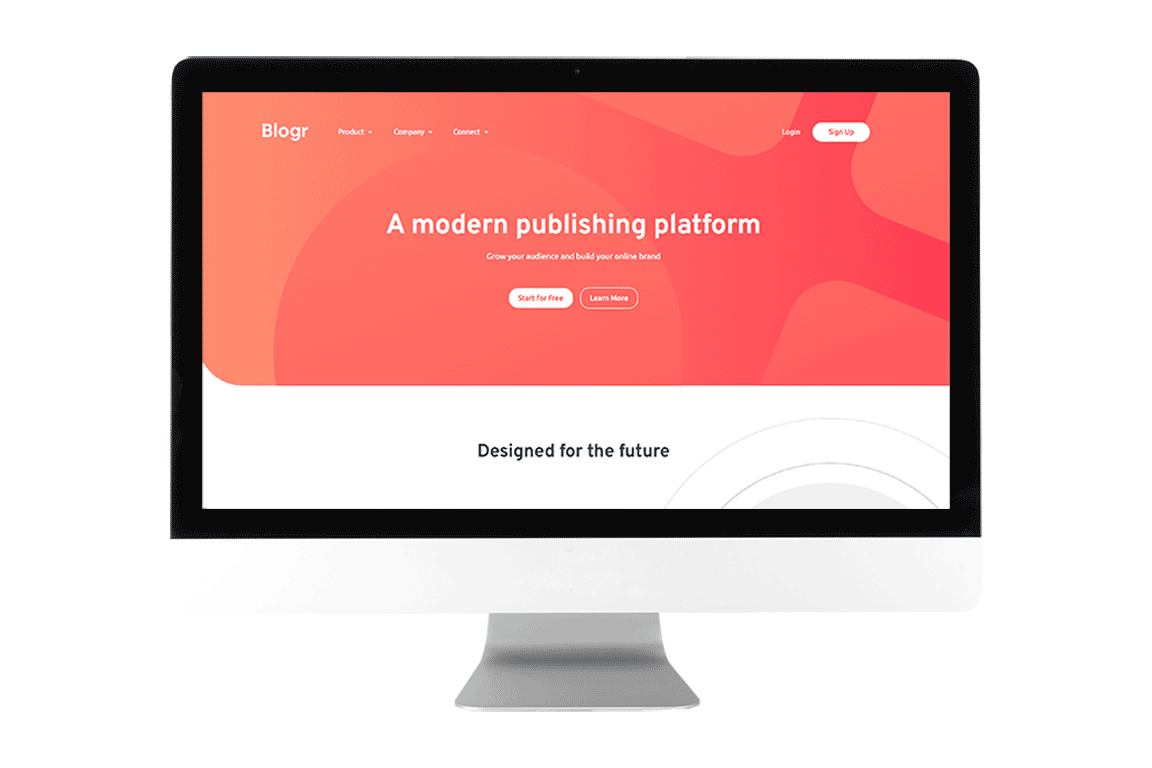 Blogr Product Company Connect Login Sign Up
A modern publishing platform
Grow your audience and build your online brand
Start for Free Learn More
Designed for the future